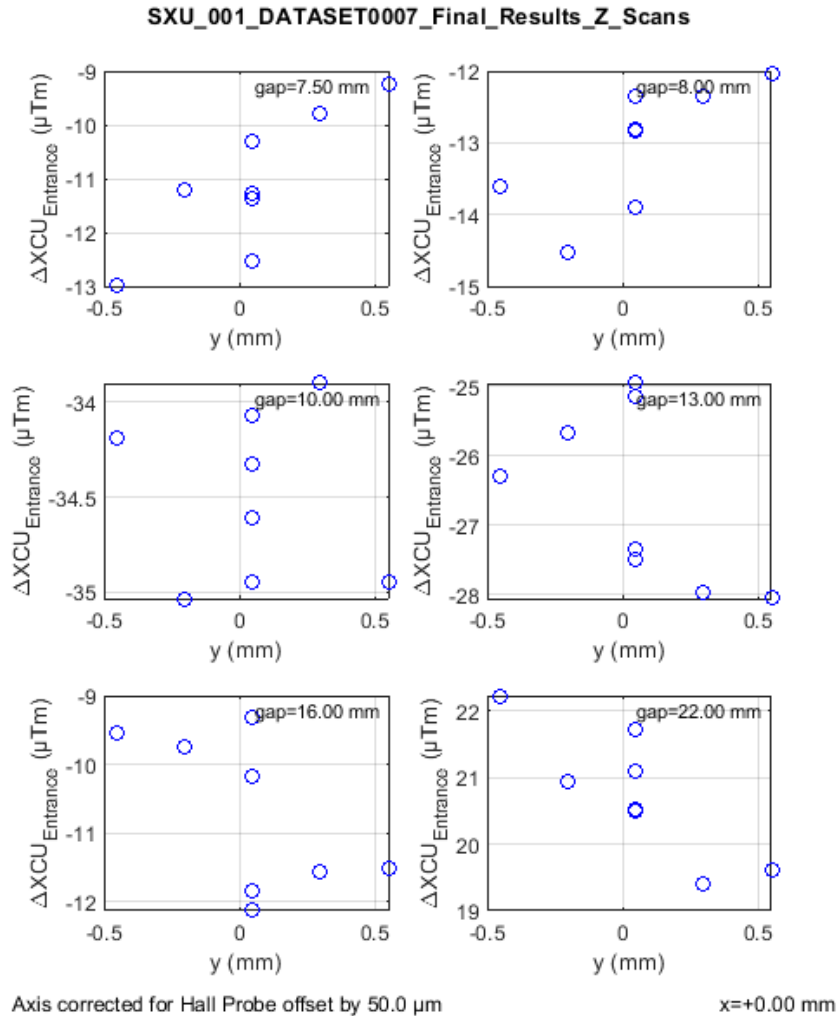 SXU_001_DATASET0007_Final_Results_Z_Scans
gap=7.50 mm
-9
-10
-11
-12
-13
ΔXCU_Entrance (µTm)
-0.5 0 0.5
y (mm)
gap=8.00 mm
-12
-13
-14
-15
ΔXCU_Entrance (µTm)
-0.5 0 0.5
y (mm)
gap=10.00 mm
-34
-34.5
-35
ΔXCU_Entrance (µTm)
-0.5 0 0.5
y (mm)
gap=13.00 mm
-25
-26
-27
-28
ΔXCU_Entrance (µTm)
-0.5 0 0.5
y (mm)
gap=16.00 mm
-9
-10
-11
-12
ΔXCU_Entrance (µTm)
-0.5 0 0.5
y (mm)
gap=22.00 mm
22
21
20
19
ΔXCU_Entrance (µTm)
-0.5 0 0.5
y (mm)
Axis corrected for Hall Probe offset by 50.0 µm
x=+0.00 mm